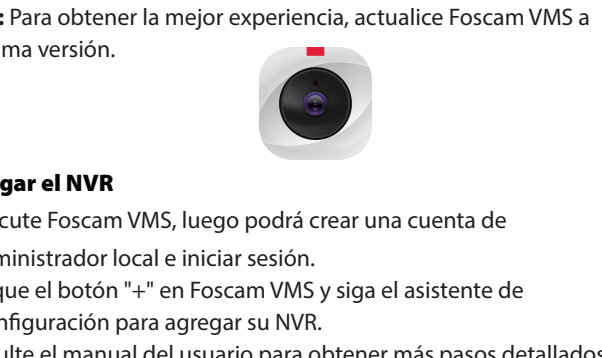 : Para obtener la mejor experiencia, actualice Foscam VMS a
ma versión.
gar el NVR
cute Foscam VMS, luego podrá crear una cuenta de
ministrador local e iniciar sesión.
que el botón "+" en Foscam VMS y siga el asistente de
nfiguración para agregar su NVR.
ulte el manual del usuario para obtener más pasos detallados